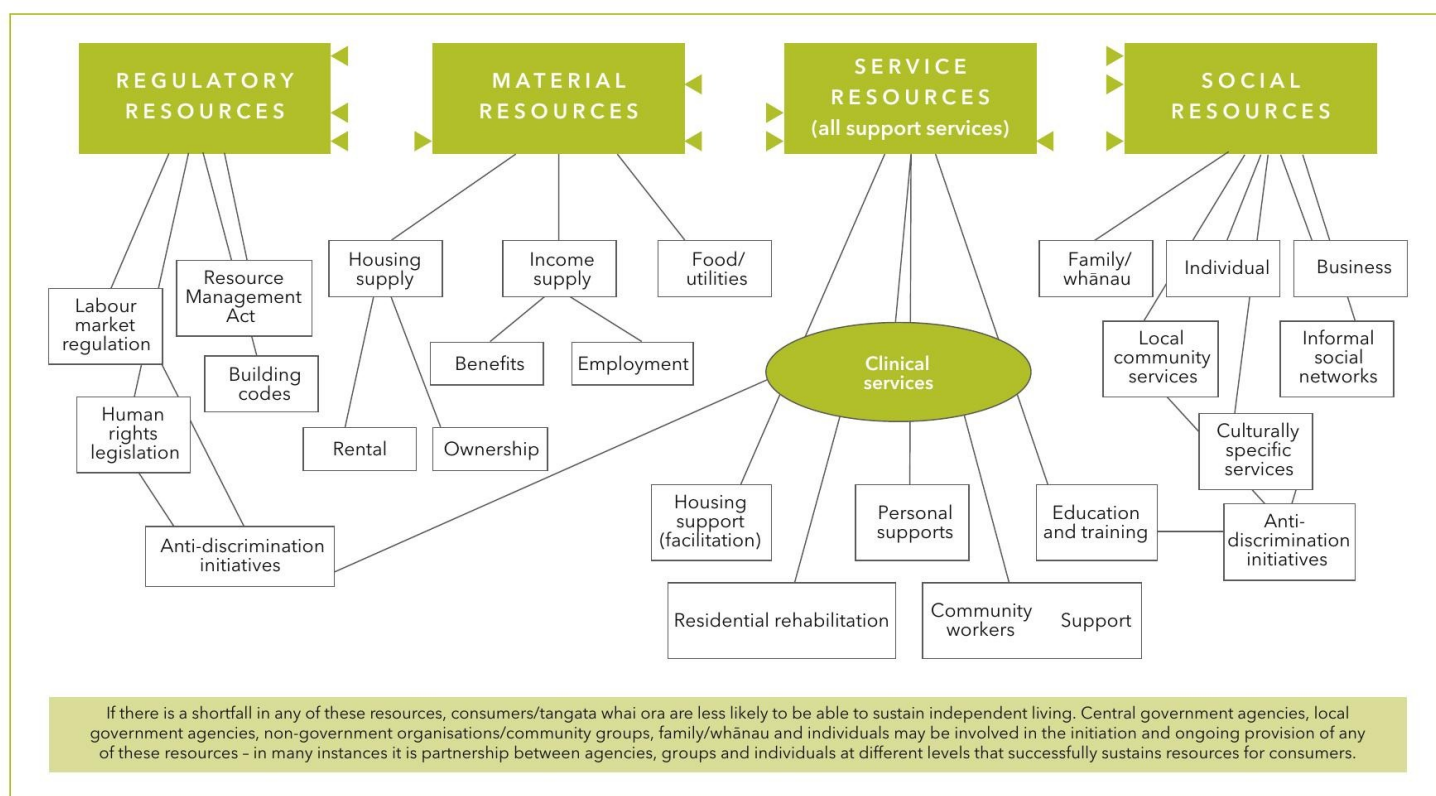 REGULATORY
RESOURCES
MATERIAL
RESOURCES
SERVICE
RESOURCES
(all support services)
SOCIAL
RESOURCES
Labour
market
regulation
Resource
Management
Act
Human
rights
legislation
Building
codes
Anti-discrimination
initiatives
Housing
supply
Income
supply
Food/
utilities
Benefits
Employment
Rental
Ownership
Clinical
services
Housing
support
(facilitation)
Personal
supports
Education
and training
Residential rehabilitation
Community
workers
Support
Family/
whānau
Individual
Business
Local
community
services
Informal
social
networks
Culturally
specific
services
Anti-
discrimination
initiatives
If there is a shortfall in any of these resources, consumers/tangata whai ora are less likely to be able to sustain independent living. Central government agencies, local
government agencies, non-government organisations/community groups, family/whānau and individuals may be involved in the initiation and ongoing provision of any
of these resources – in many instances it is partnership between agencies, groups and individuals at different levels that successfully sustains resources for consumers.